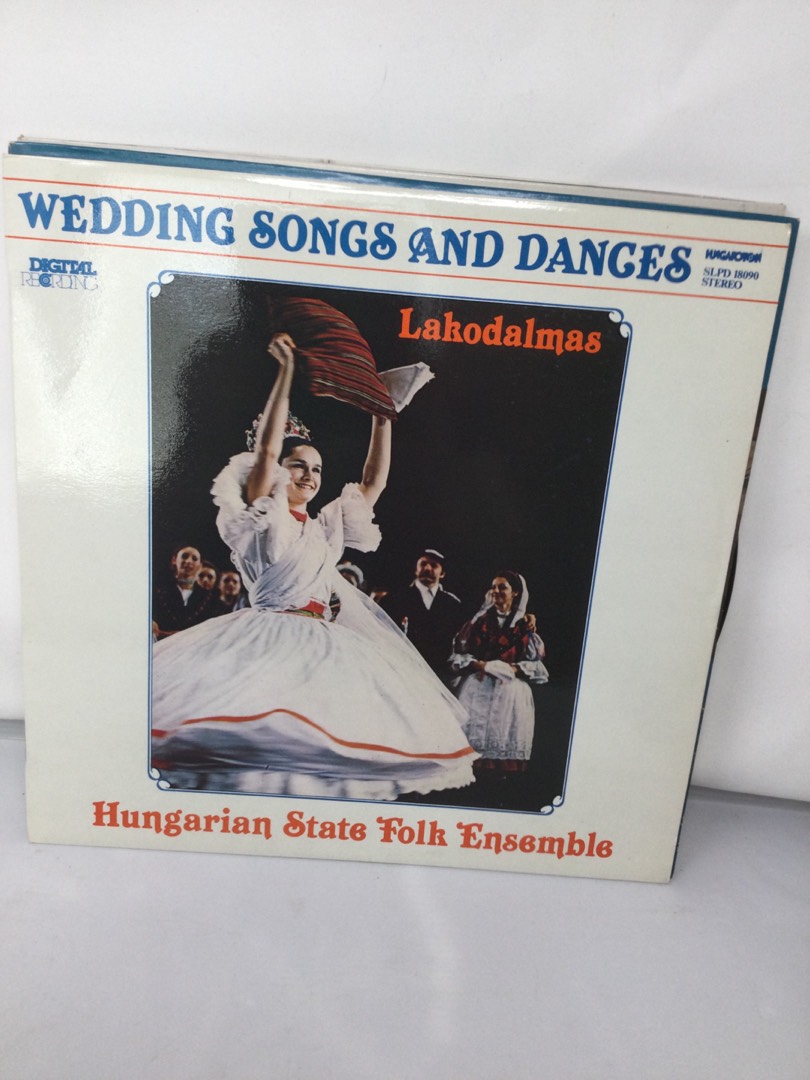 WEDDING SONGS AND DANCES
HUNGAROTON
SLPD 18090
STEREO
DIGITAL
RECORDING
Lakodalmas
Hungarian State Folk Ensemble